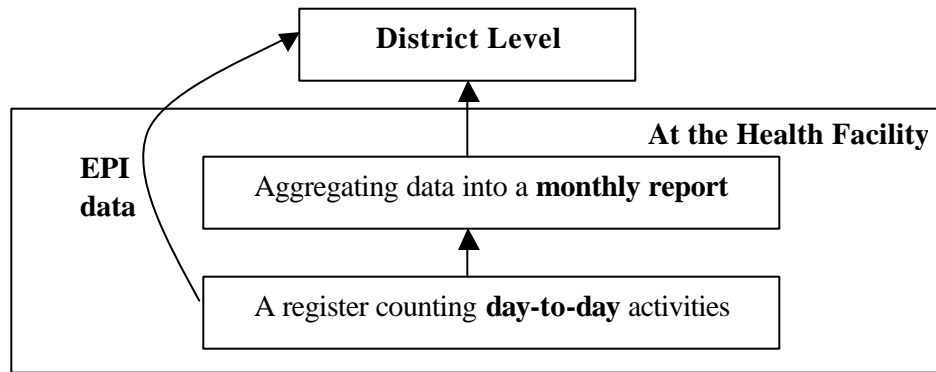 District Level
At the Health Facility
EPI
data
Aggregating data into a monthly report
A register counting day-to-day activities